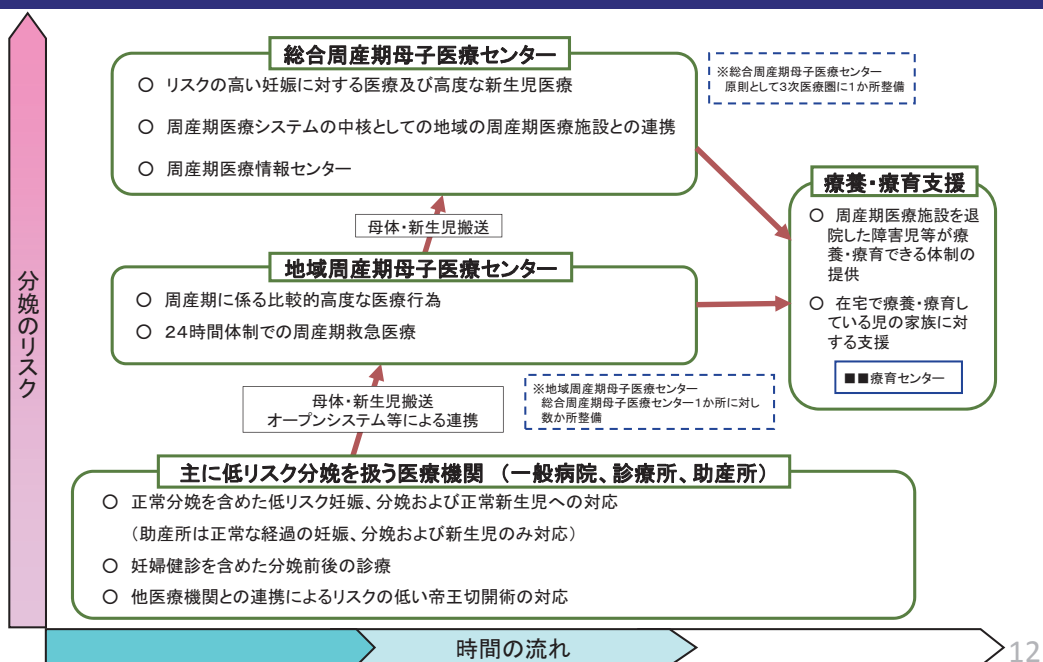 総合周産期母子医療センター
○ リスクの高い妊娠に対する医療及び高度な新生児医療
○ 周産期医療システムの中核としての地域の周産期医療施設との連携
○ 周産期医療情報センター
※総合周産期母子医療センター
原則として3次医療圏に1か所整備
母体・新生児搬送
地域周産期母子医療センター
○ 周産期に係る比較的高度な医療行為
○ 24時間体制での周産期救急医療
療養・療育支援
○ 周産期医療施設を退
院した障害児等が療
養・療育できる体制の
提供
○ 在宅で療養・療育し
ている児の家族に対
する支援
■■療育センター
母体・新生児搬送
オープンシステム等による連携
※地域周産期母子医療センター
総合周産期母子医療センター1か所に対し
数か所整備
主に低リスク分娩を扱う医療機関 （一般病院、診療所、助産所）
○ 正常分娩を含めた低リスク妊娠、分娩および正常新生児への対応
（助産所は正常な経過の妊娠、分娩および新生児のみ対応）
○ 妊婦健診を含めた分娩前後の診療
○ 他医療機関との連携によるリスクの低い帝王切開術の対応
分娩のリスク
時間の流れ
12